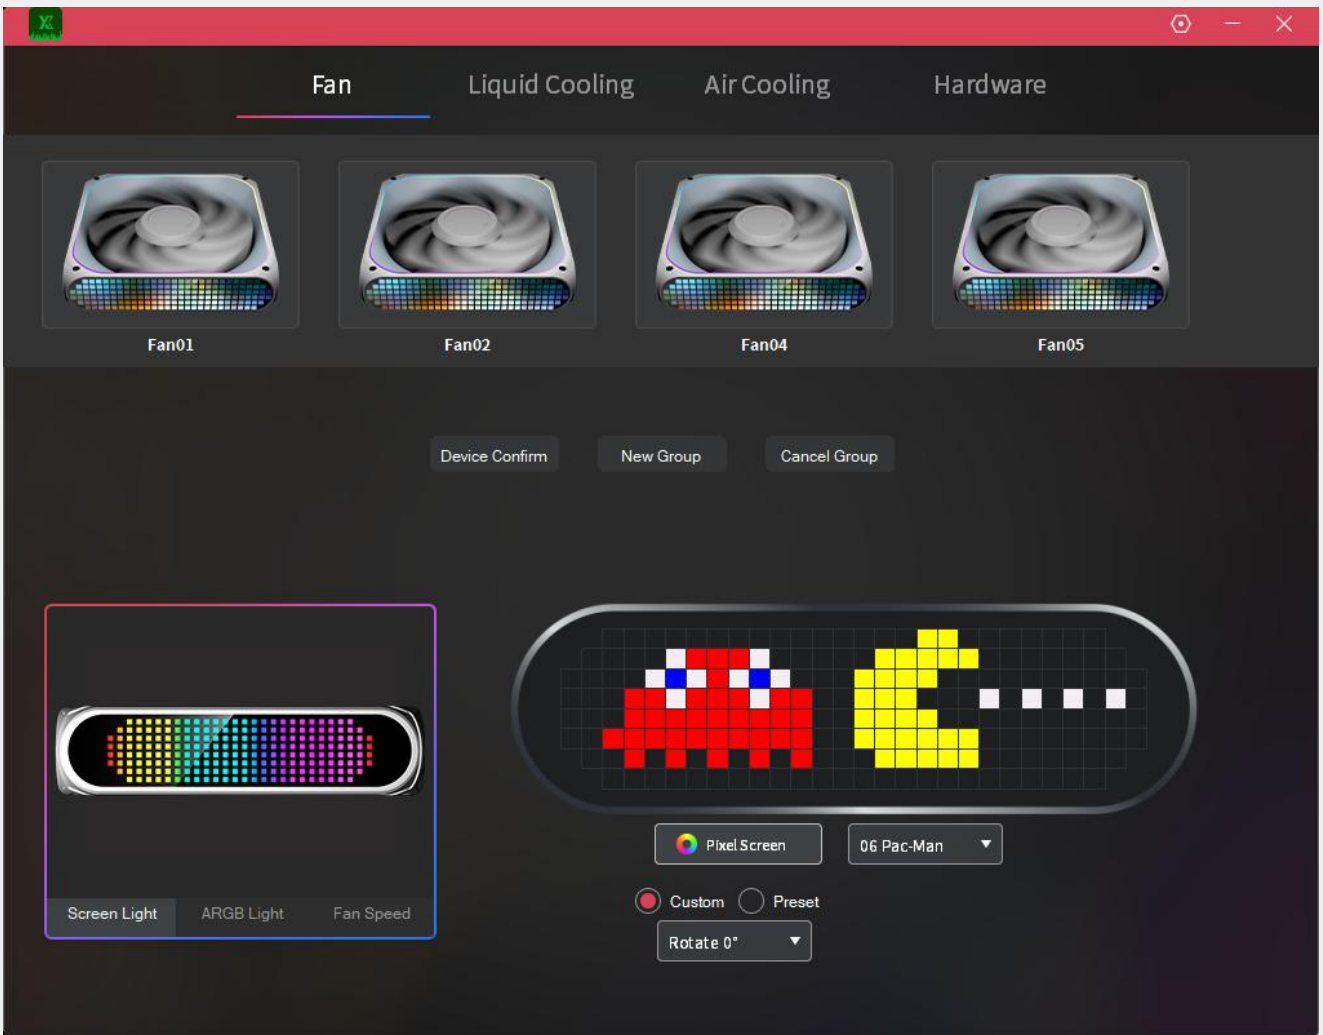 Fan Liquid Cooling Air Cooling Hardware
Fan01 Fan02 Fan04 Fan05
Device Confirm New Group Cancel Group
Pixel Screen 06 Pac-Man
Custom Preset
Screen Light ARGB Light Fan Speed
Rotate 0°